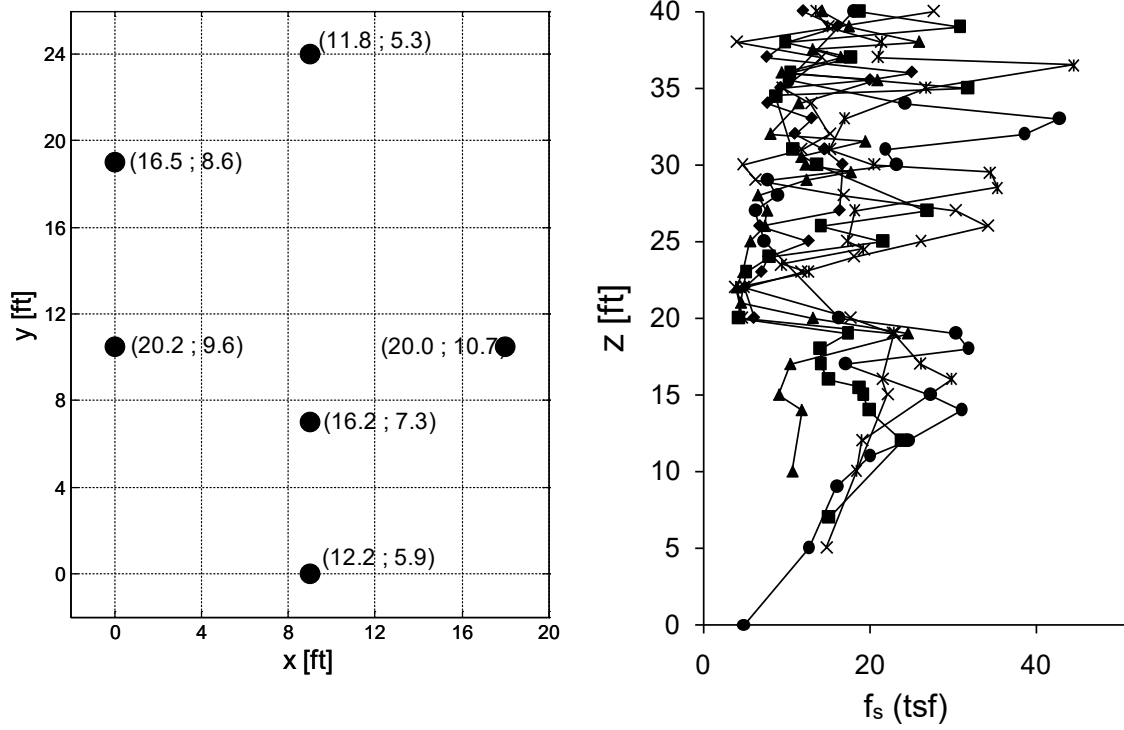 24
20
16
12
8
4
0
y [ft]
(11.8 ; 5.3)
(16.5 ; 8.6)
(20.2 ; 9.6)
(20.0 ; 10.7)
(16.2 ; 7.3)
(12.2 ; 5.9)
0 4 8 12 16 20
x [ft]
40
35
30
25
20
15
10
5
0
z [ft]
0 20 40
fₛ (tsf)